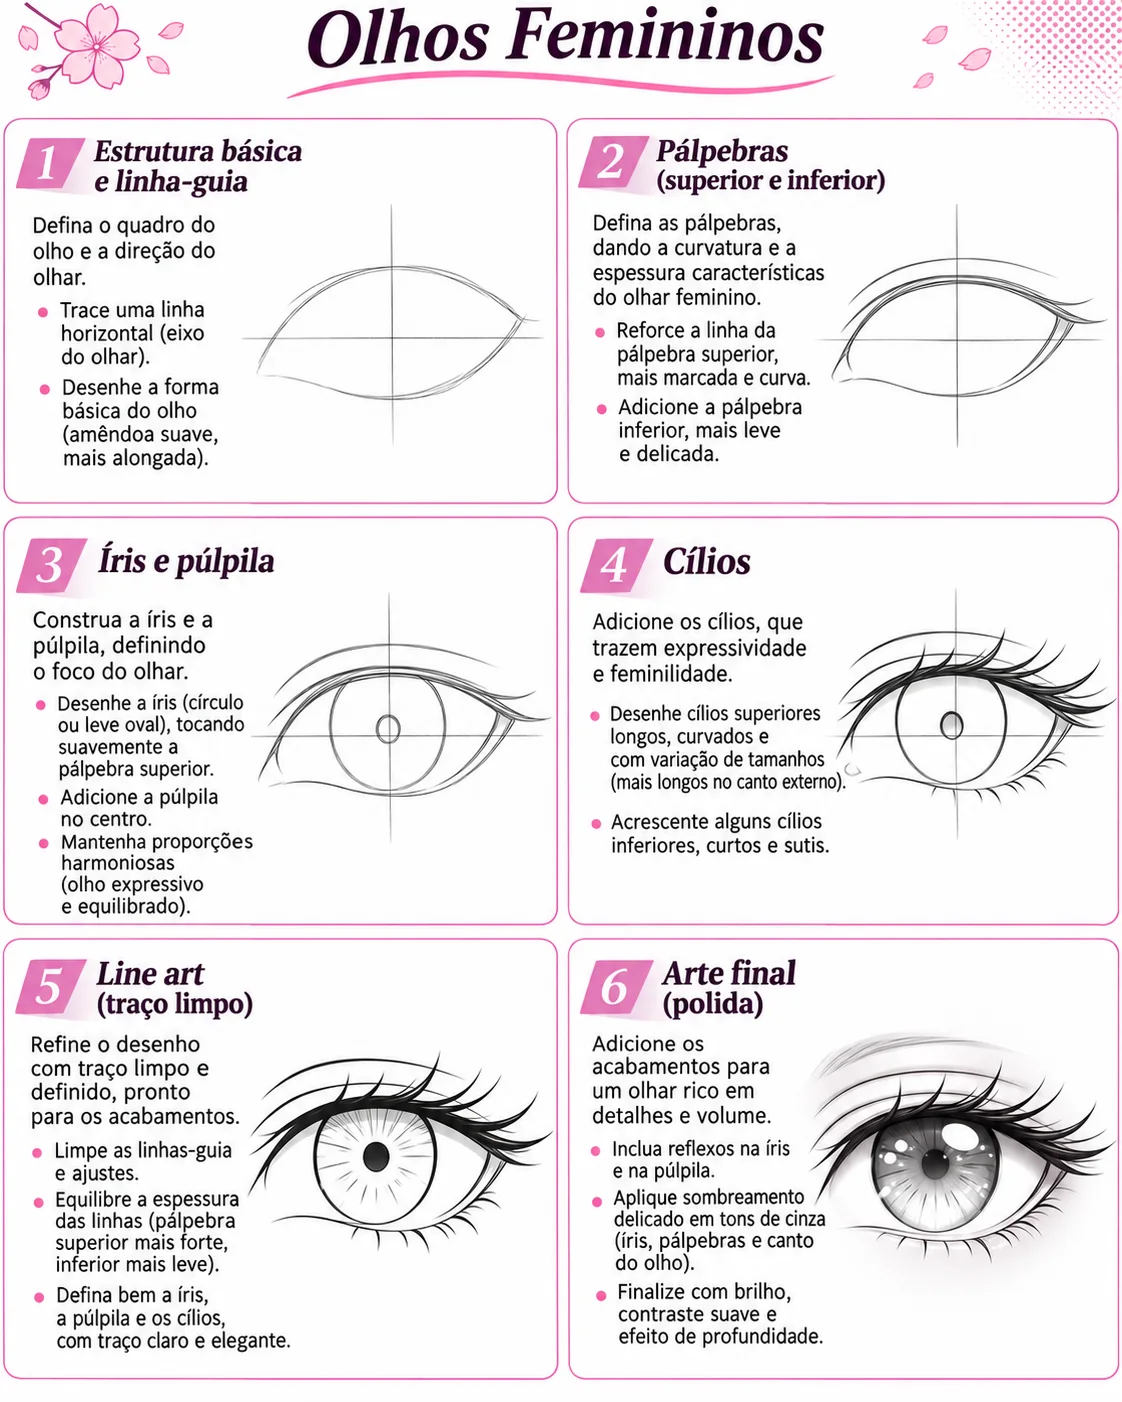 Olhos Femininos
1
Estrutura básica
e linha-guia
Defina o quadro do
olho e a direção do
olhar.
Trace uma linha
horizontal (eixo
do olhar).
Desenhe a forma
básica do olho
(amêndoa suave,
mais alongada).
2
Pálpebras
(superior e inferior)
Defina as pálpebras,
dando a curvatura e a
espessura características
do olhar feminino.
Reforce a linha da
pálpebra superior,
mais marcada e curva.
Adicione a pálpebra
inferior, mais leve
e delicada.
3
Íris e púlpila
Construa a íris e a
púlpila, definindo
o foco do olhar.
Desenhe a íris (círculo
ou leve oval), tocando
suavemente a
pálpebra superior.
Adicione a púlpila
no centro.
Mantenha proporções
harmoniosas
(olho expressivo
e equilibrado).
4
Cílios
Adicione os cílios, que
trazem expressividade
e feminilidade.
Desenhe cílios superiores
longos, curvados e
com variação de tamanhos
(mais longos no canto externo).
Acrescente alguns cílios
inferiores, curtos e sutis.
5
Line art
(traço limpo)
Refine o desenho
com traço limpo e
definido, pronto
para os acabamentos.
Limpe as linhas-guia
e ajustes.
Equilibre a espessura
das linhas (pálpebra
superior mais forte,
inferior mais leve).
Defina bem a íris,
a púlpila e os cílios,
com traço claro e elegante.
6
Arte final
(polida)
Adicione os
acabamentos para
um olhar rico em
detalhes e volume.
Inclua reflexos na íris
e na púlpila.
Aplique sombreamento
delicado em tons de cinza
(íris, pálpebras e canto
do olho).
Finalize com brilho,
contraste suave e
efeito de profundidade.